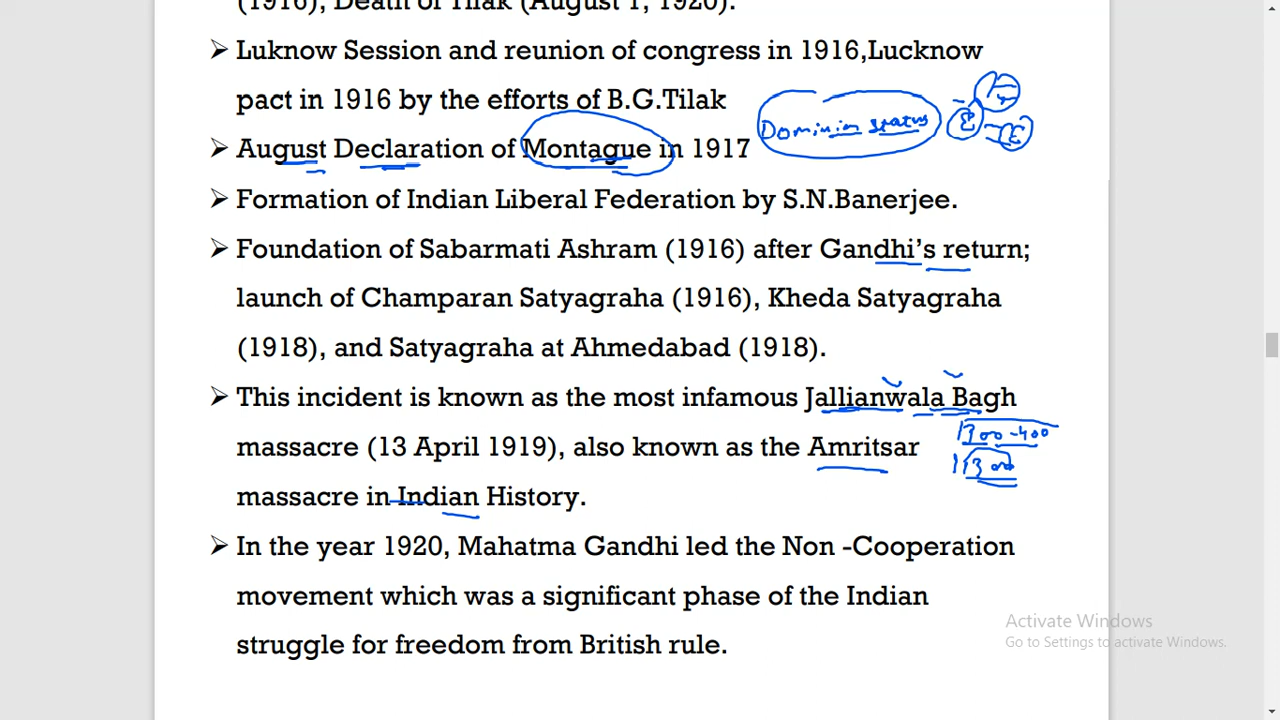 (1916), Death of Tilak (August 1, 1920).
➢ Luknow Session and reunion of congress in 1916,Lucknow
pact in 1916 by the efforts of B.G.Tilak
Dominin status
➢ August Declaration of Montague in 1917
➢ Formation of Indian Liberal Federation by S.N.Banerjee.
➢ Foundation of Sabarmati Ashram (1916) after Gandhi's return;
launch of Champaran Satyagraha (1916), Kheda Satyagraha
(1918), and Satyagraha at Ahmedabad (1918).
➢ This incident is known as the most infamous Jallianwala Bagh
massacre (13 April 1919), also known as the Amritsar
massacre in Indian History.
➢ In the year 1920, Mahatma Gandhi led the Non -Cooperation
movement which was a significant phase of the Indian
struggle for freedom from British rule.
Activate Windows
Go to Settings to activate Windows.